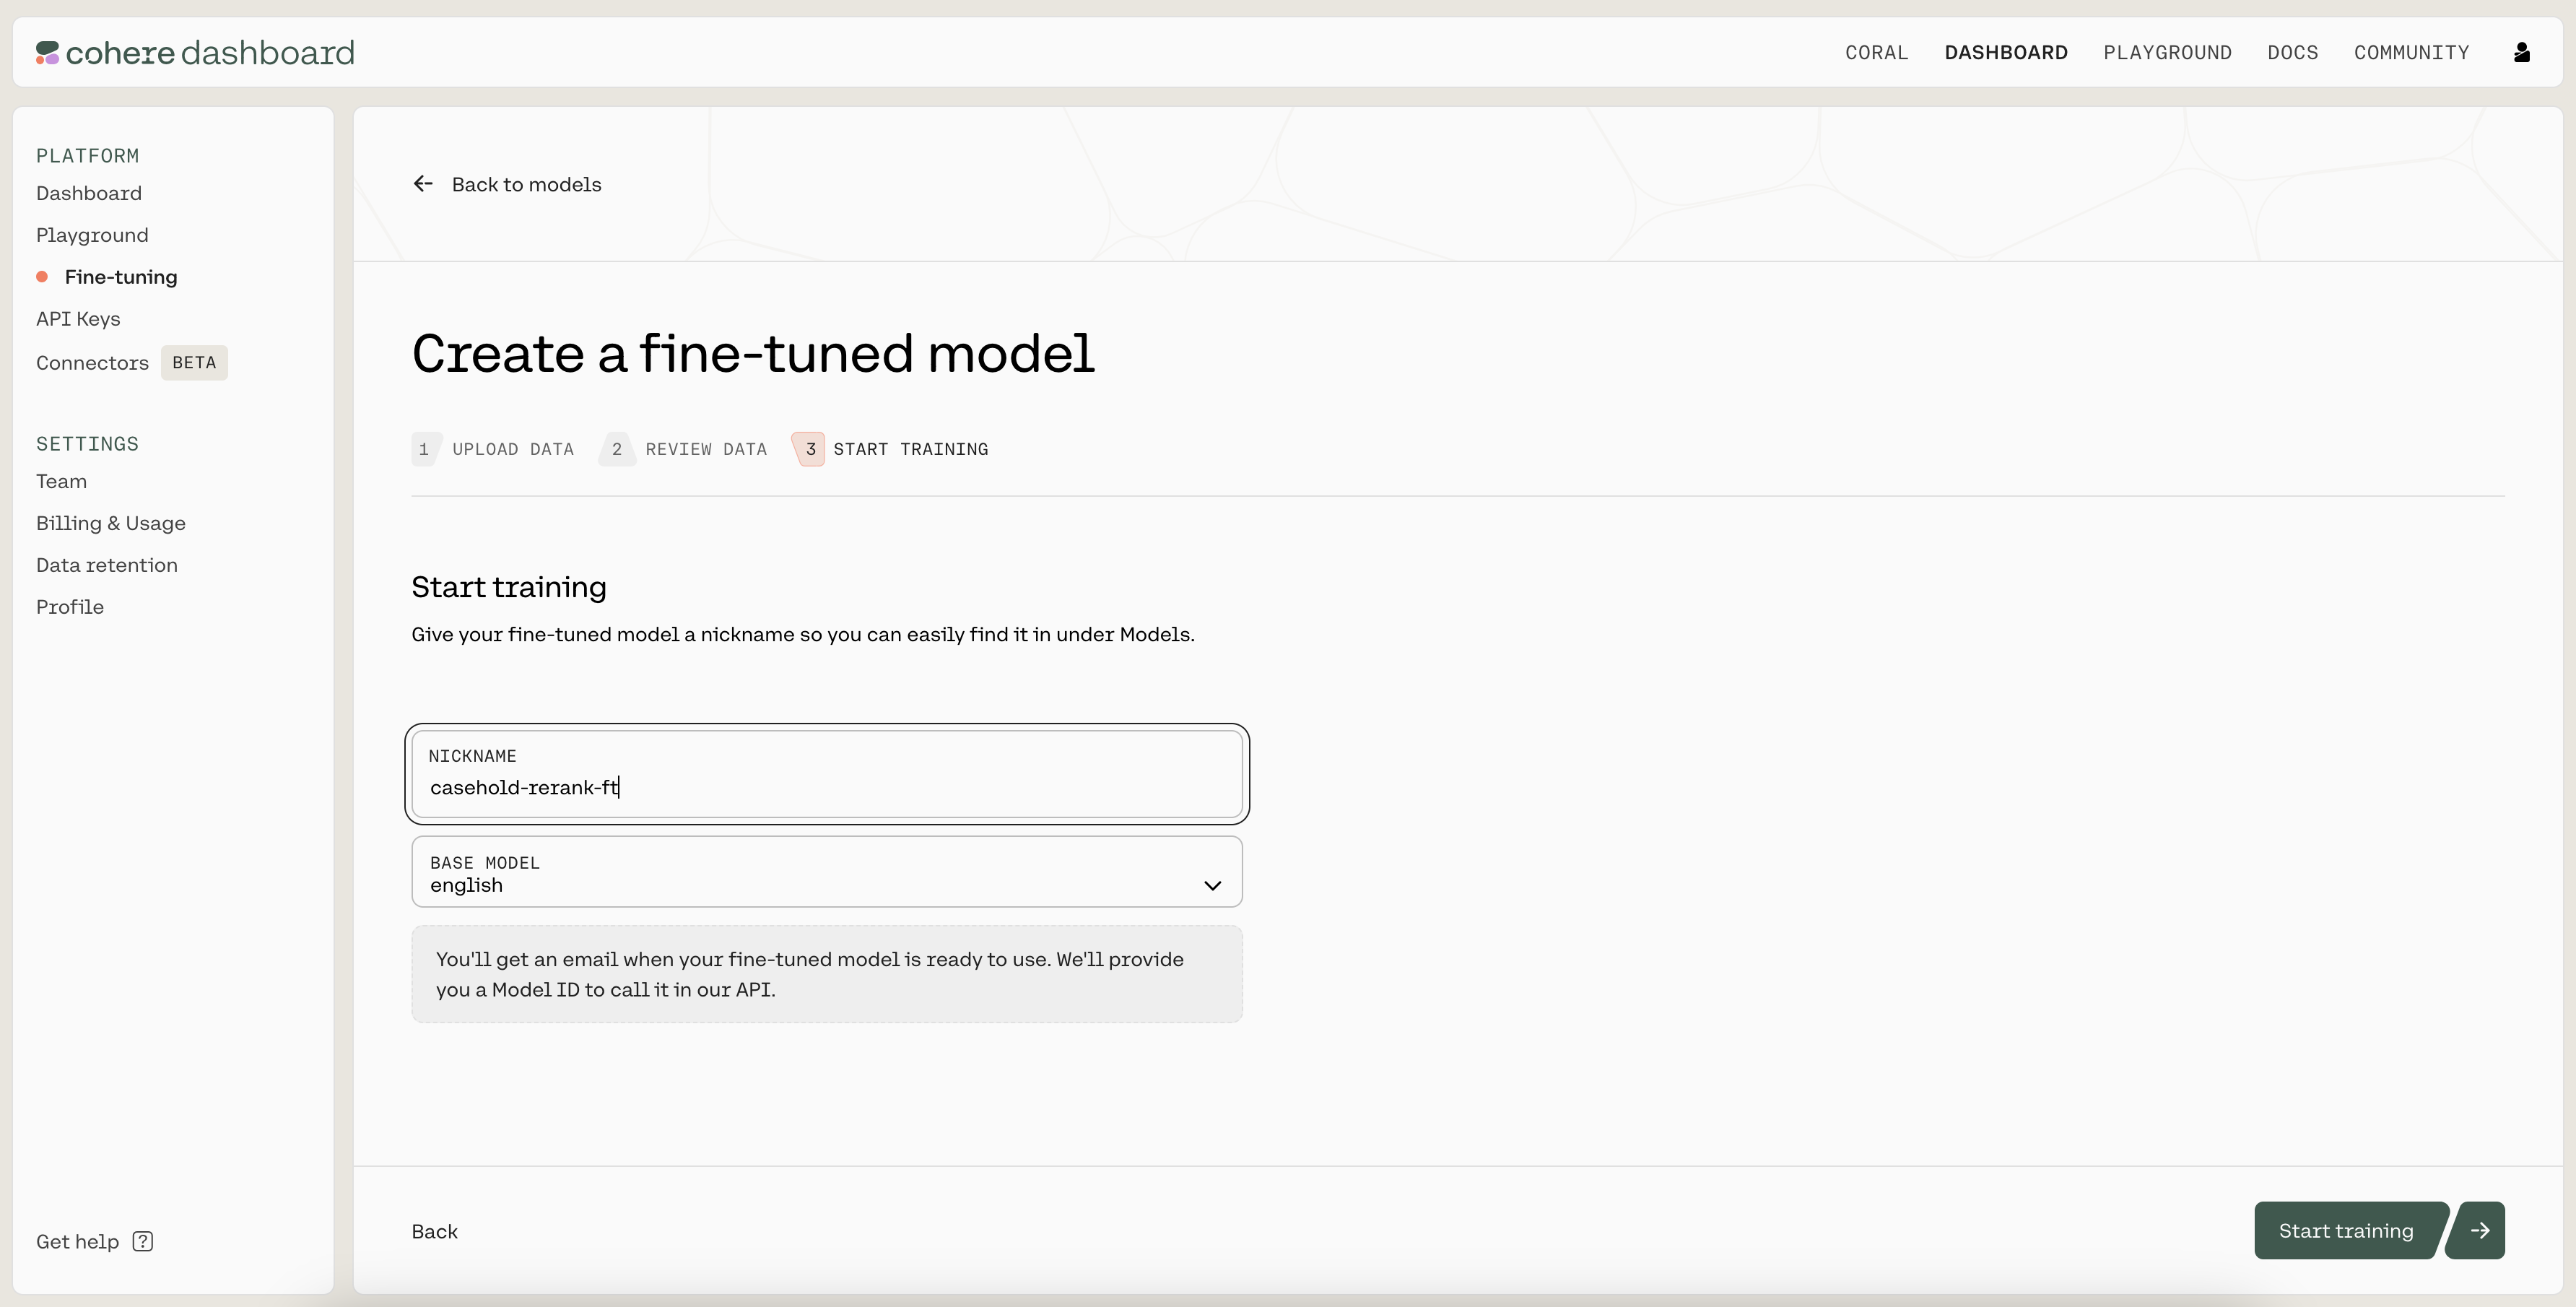 cohere dashboard
CORAL DASHBOARD PLAYGROUND DOCS COMMUNITY
PLATFORM
Dashboard
Playground
Fine-tuning
API Keys
Connectors BETA
SETTINGS
Team
Billing & Usage
Data retention
Profile
Get help ?
Back to models
Create a fine-tuned model
1 UPLOAD DATA 2 REVIEW DATA 3 START TRAINING
Start training
Give your fine-tuned model a nickname so you can easily find it in under Models.
NICKNAME
casehold-rerank-ft
BASE MODEL
english
You'll get an email when your fine-tuned model is ready to use. We'll provide
you a Model ID to call it in our API.
Back
Start training